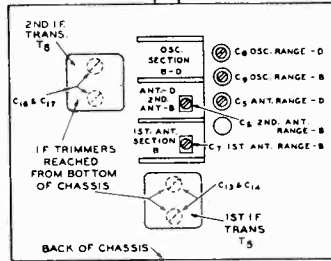 2ND I.F.
TRANS.
T6
C16 & C17
I F TRIMMERS
REACHED
FROM BOTTOM
OF CHASSIS
OSC.
SECTION
B-D
ANT.-D
2ND.
ANT-B
1ST. ANT.
SECTION
B
C8 OSC. RANGE-D
C9 OSC. RANGE-B
C5 ANT. RANGE-D
C6 2ND. ANT.
RANGE-B
C7 1ST ANT. RANGE-B
C13 & C14
1ST I F
TRANS
T5
BACK OF CHASSIS